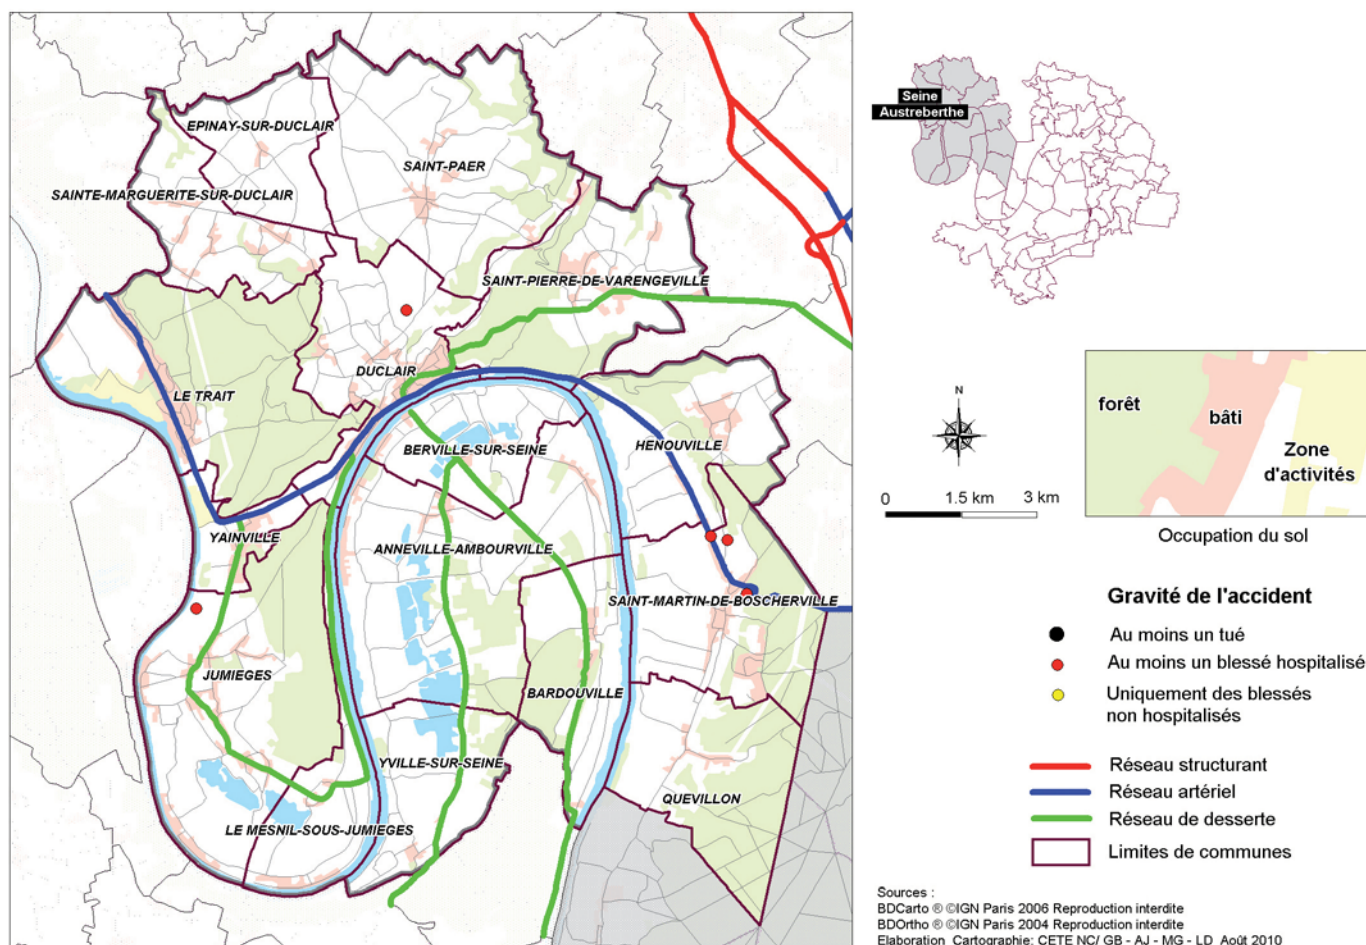 EPINAY-SUR-DUCLAIR
SAINT-PAER
SAINTE-MARGUERITE-SUR-DUCLAIR
SAINT-PIERRE-DE-VARENGEVILLE
DUCLAIR
LE TRAIT
BERVILLE-SUR-SEINE
HENOUVILLE
YAINVILLE
ANNEVILLE-AMBOURVILLE
SAINT-MARTIN-DE-BOSCHERVILLE
JUMIEGES
BARDOUVILLE
YVILLE-SUR-SEINE
QUEVILLON
LE MESNIL-SOUS-JUMIEGES
Seine
Austreberthe
N
0 1.5 km 3 km
forêt
bâti
Zone
d'activités
Occupation du sol
Gravité de l'accident
Au moins un tué
Au moins un blessé hospitalisé
Uniquement des blessés
non hospitalisés
Réseau structurant
Réseau artériel
Réseau de desserte
Limites de communes
Sources :
BDCarto ® ©IGN Paris 2006 Reproduction interdite
BDOrtho ® ©IGN Paris 2004 Reproduction interdite
Elaboration Cartographie: CETE NC/ GB - AJ - MG - LD Août 2010